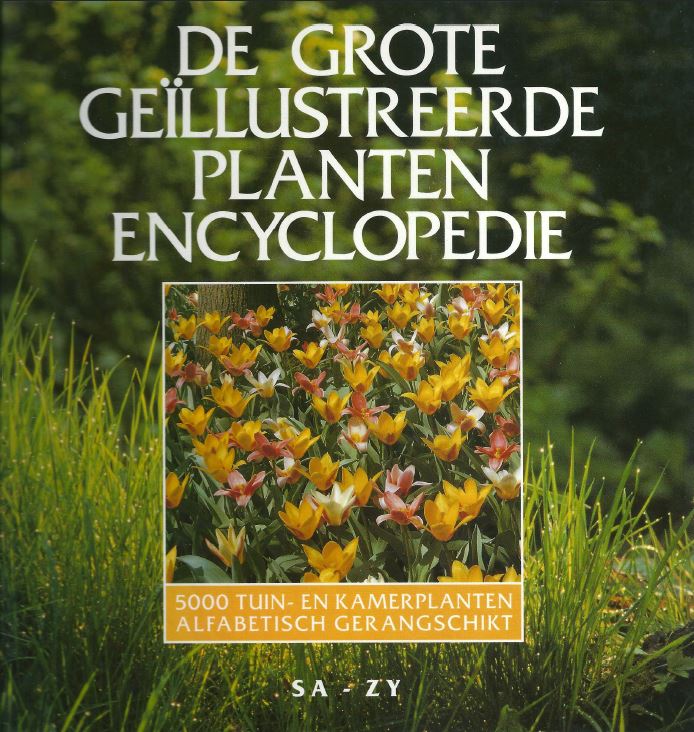 DE GROTE
GEÏLLUSTREERDE
PLANTEN
ENCYCLOPEDIE
5000 TUIN- EN KAMERPLANTEN
ALFABETISCH GERANGSCHIKT
SA - ZY